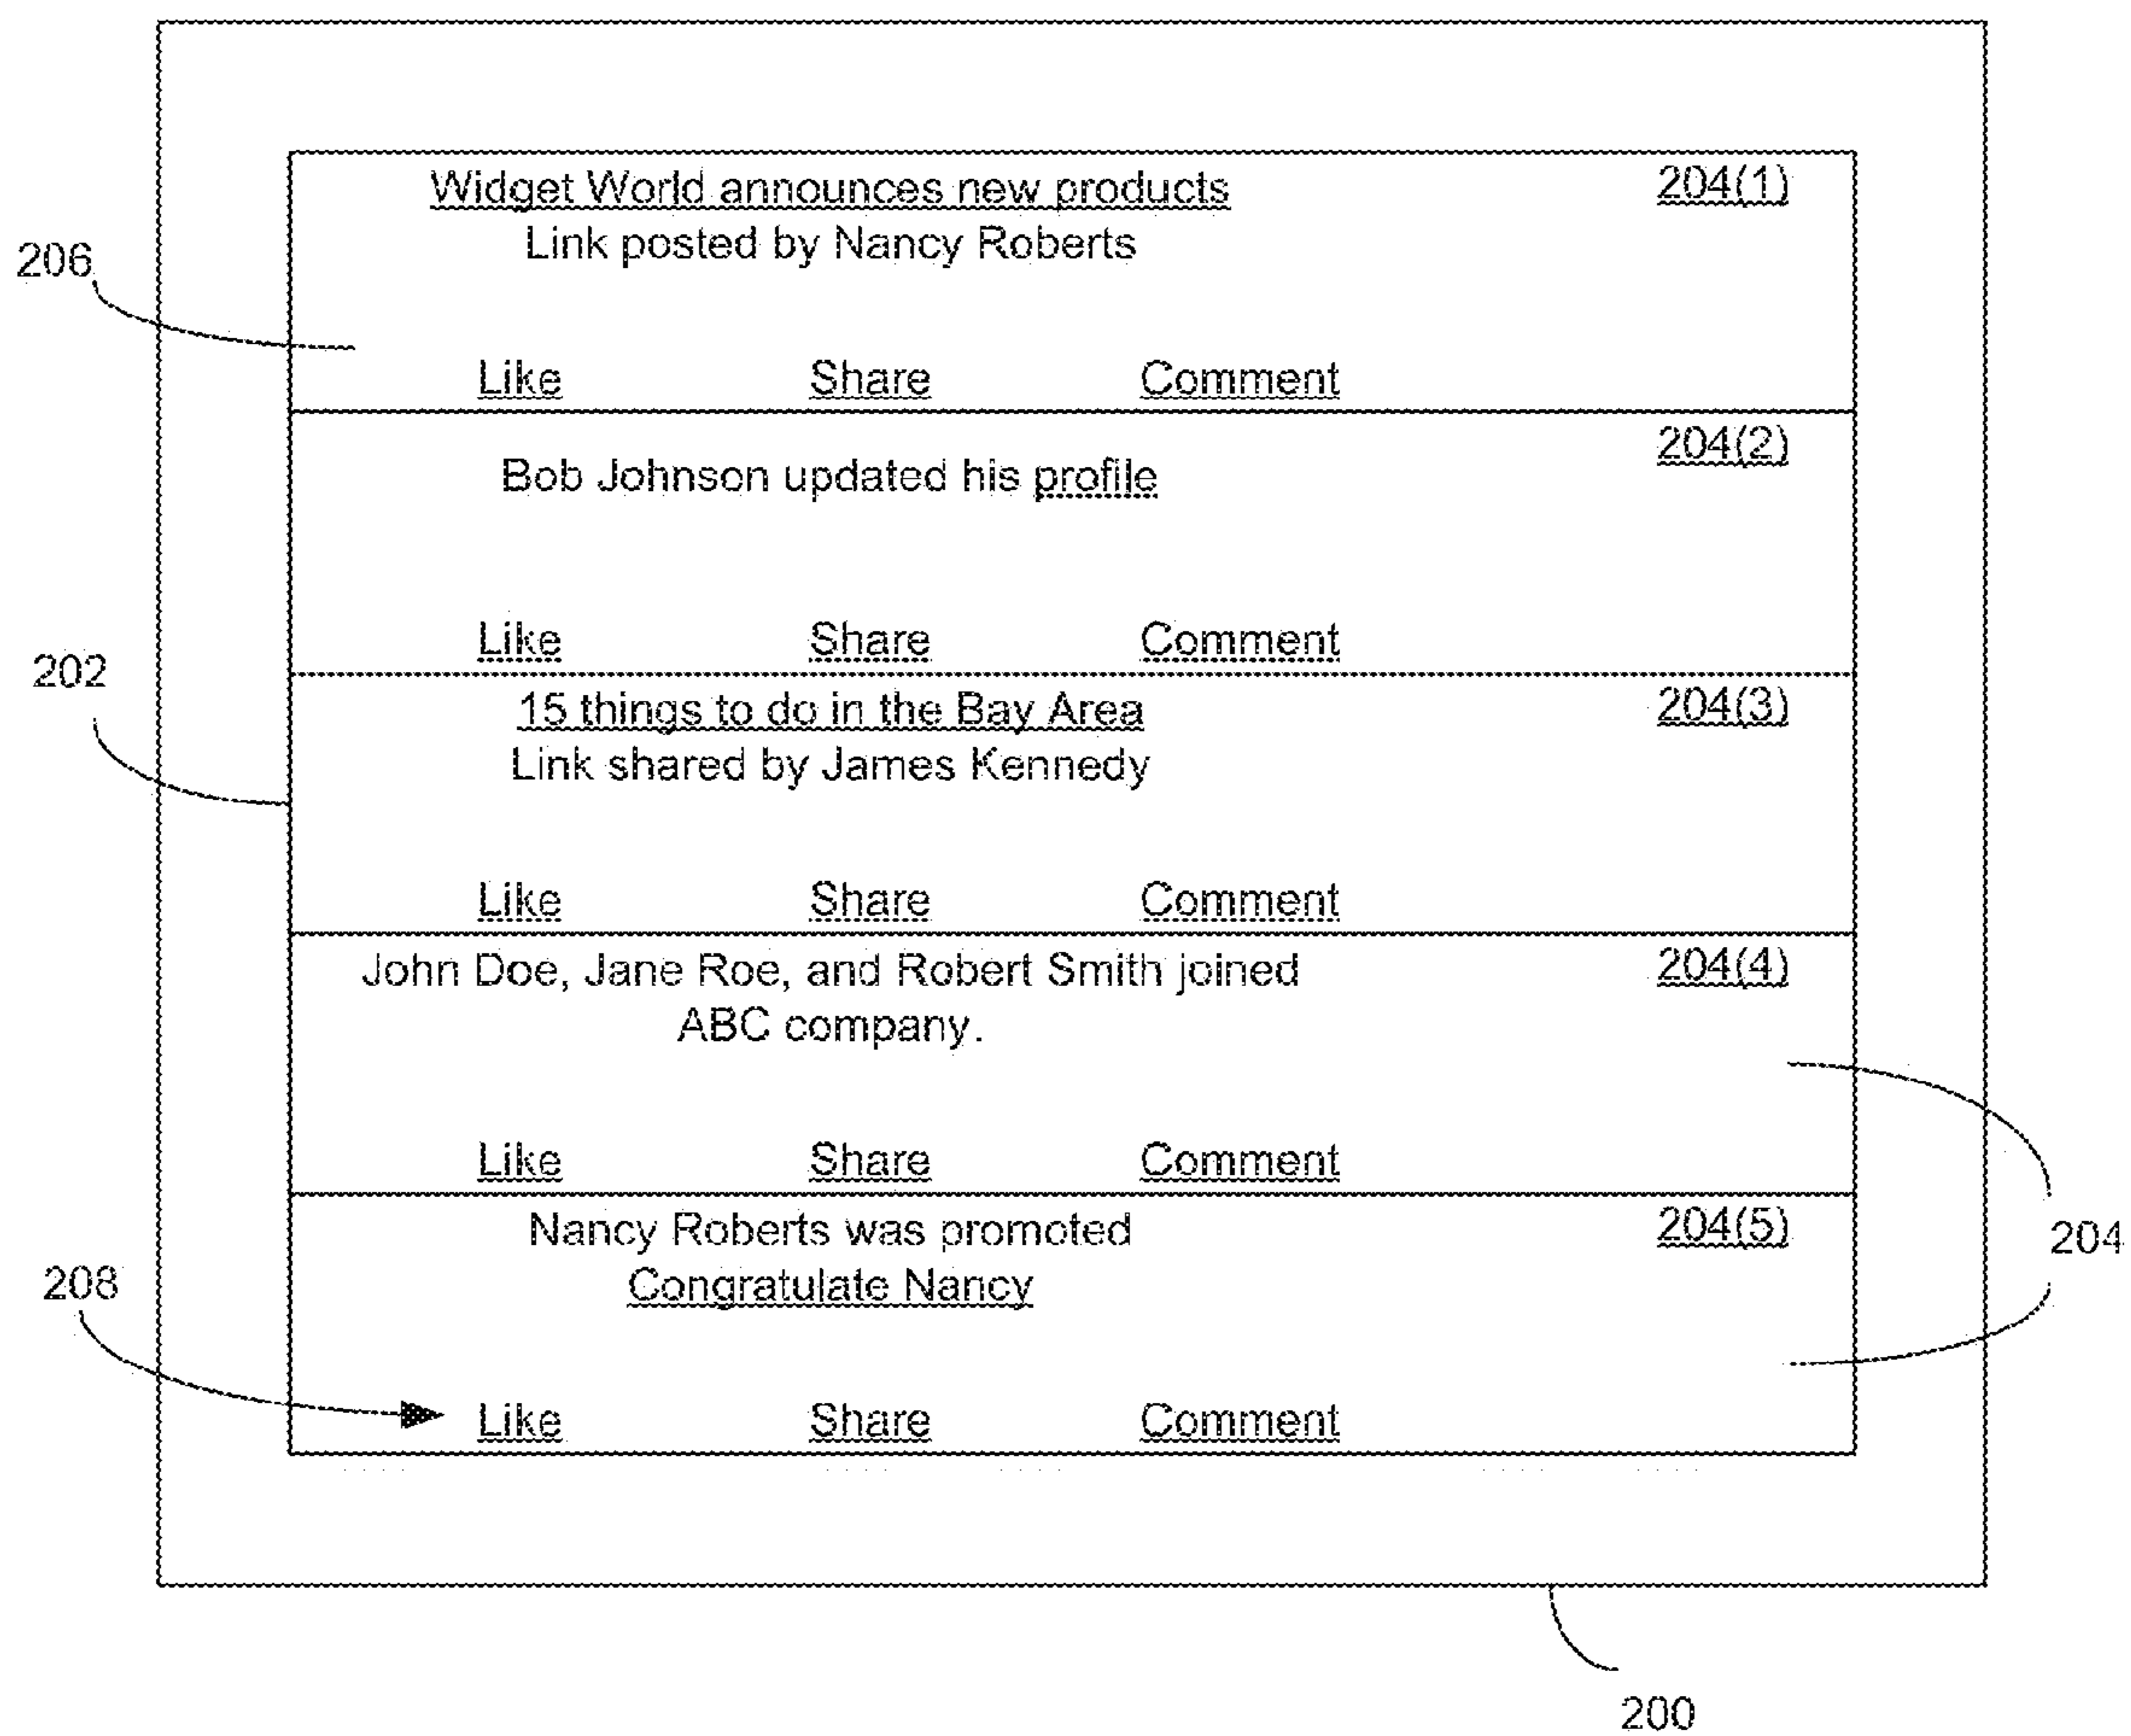 Widget World announces new products 204(1)
Link posted by Nancy Roberts
206
Like Share Comment
204(2)
Bob Johnson updated his profile
Like Share Comment
202
15 things to do in the Bay Area 204(3)
Link shared by James Kennedy
Like Share Comment
John Doe, Jane Roe, and Robert Smith joined 204(4)
ABC company.
Like Share Comment
Nancy Roberts was promoted 204(5)
204
208
Congratulate Nancy
Like Share Comment
200